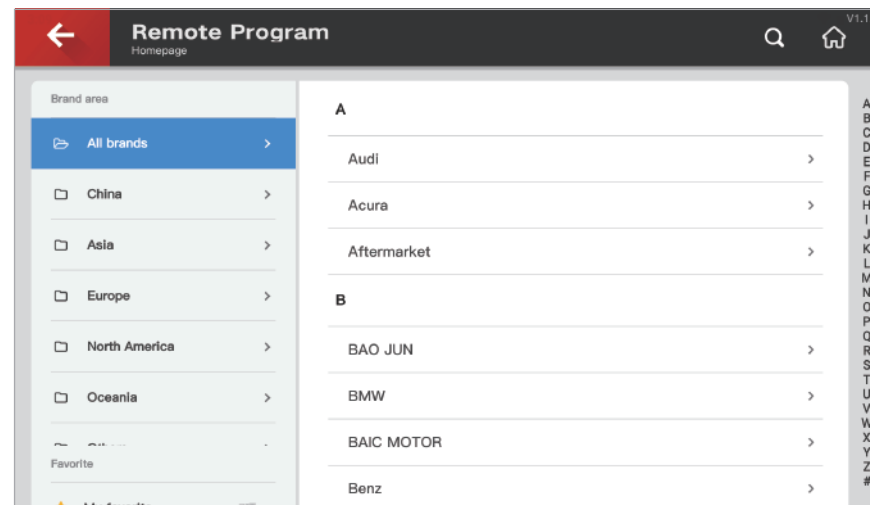 Remote Program
Homepage
V1.1
Brand area
All brands
China
Asia
Europe
North America
Oceania
Favorite
A
Audi
Acura
Aftermarket
B
BAO JUN
BMW
BAIC MOTOR
Benz
A
B
C
D
E
F
G
H
I
J
K
L
M
N
O
P
Q
R
S
T
U
V
W
X
Y
Z
#